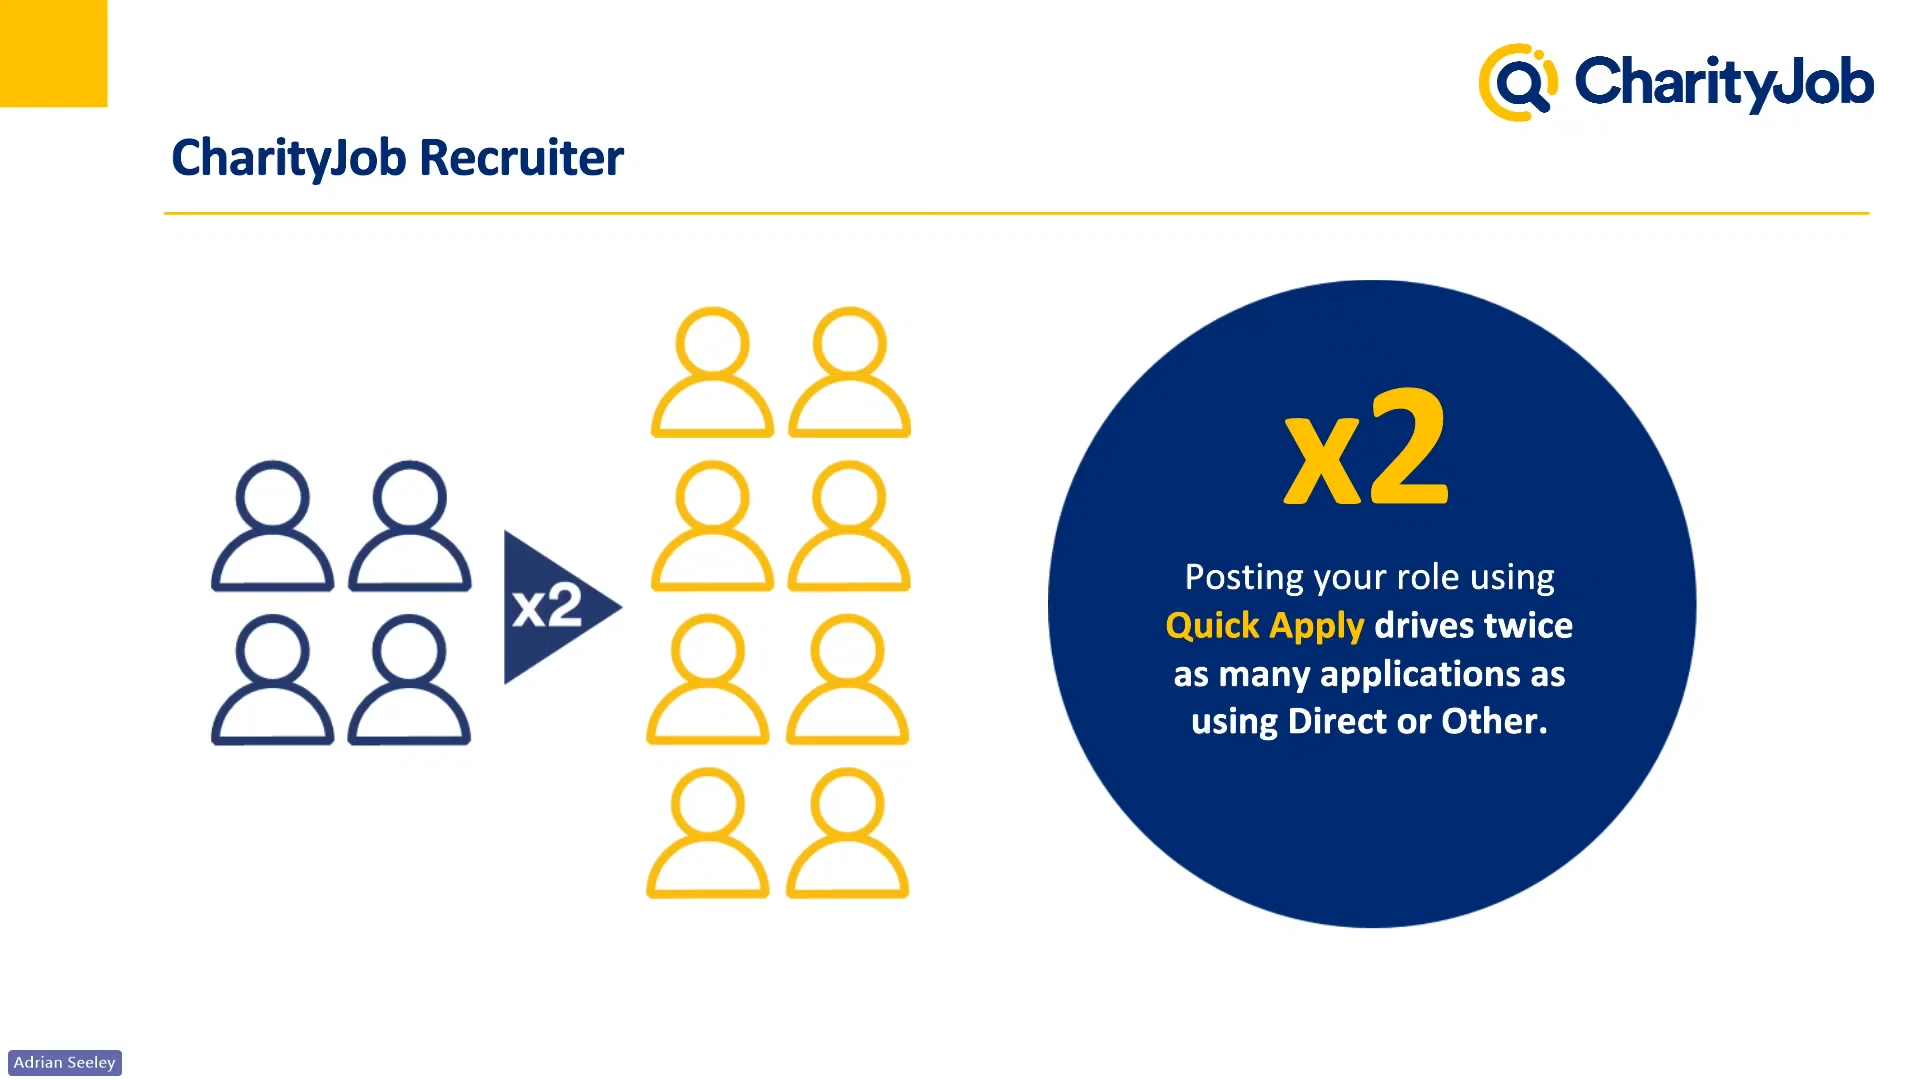 CharityJob
CharityJob Recruiter
x2
x2
Posting your role using
Quick Apply drives twice
as many applications as
using Direct or Other.
Adrian Seeley